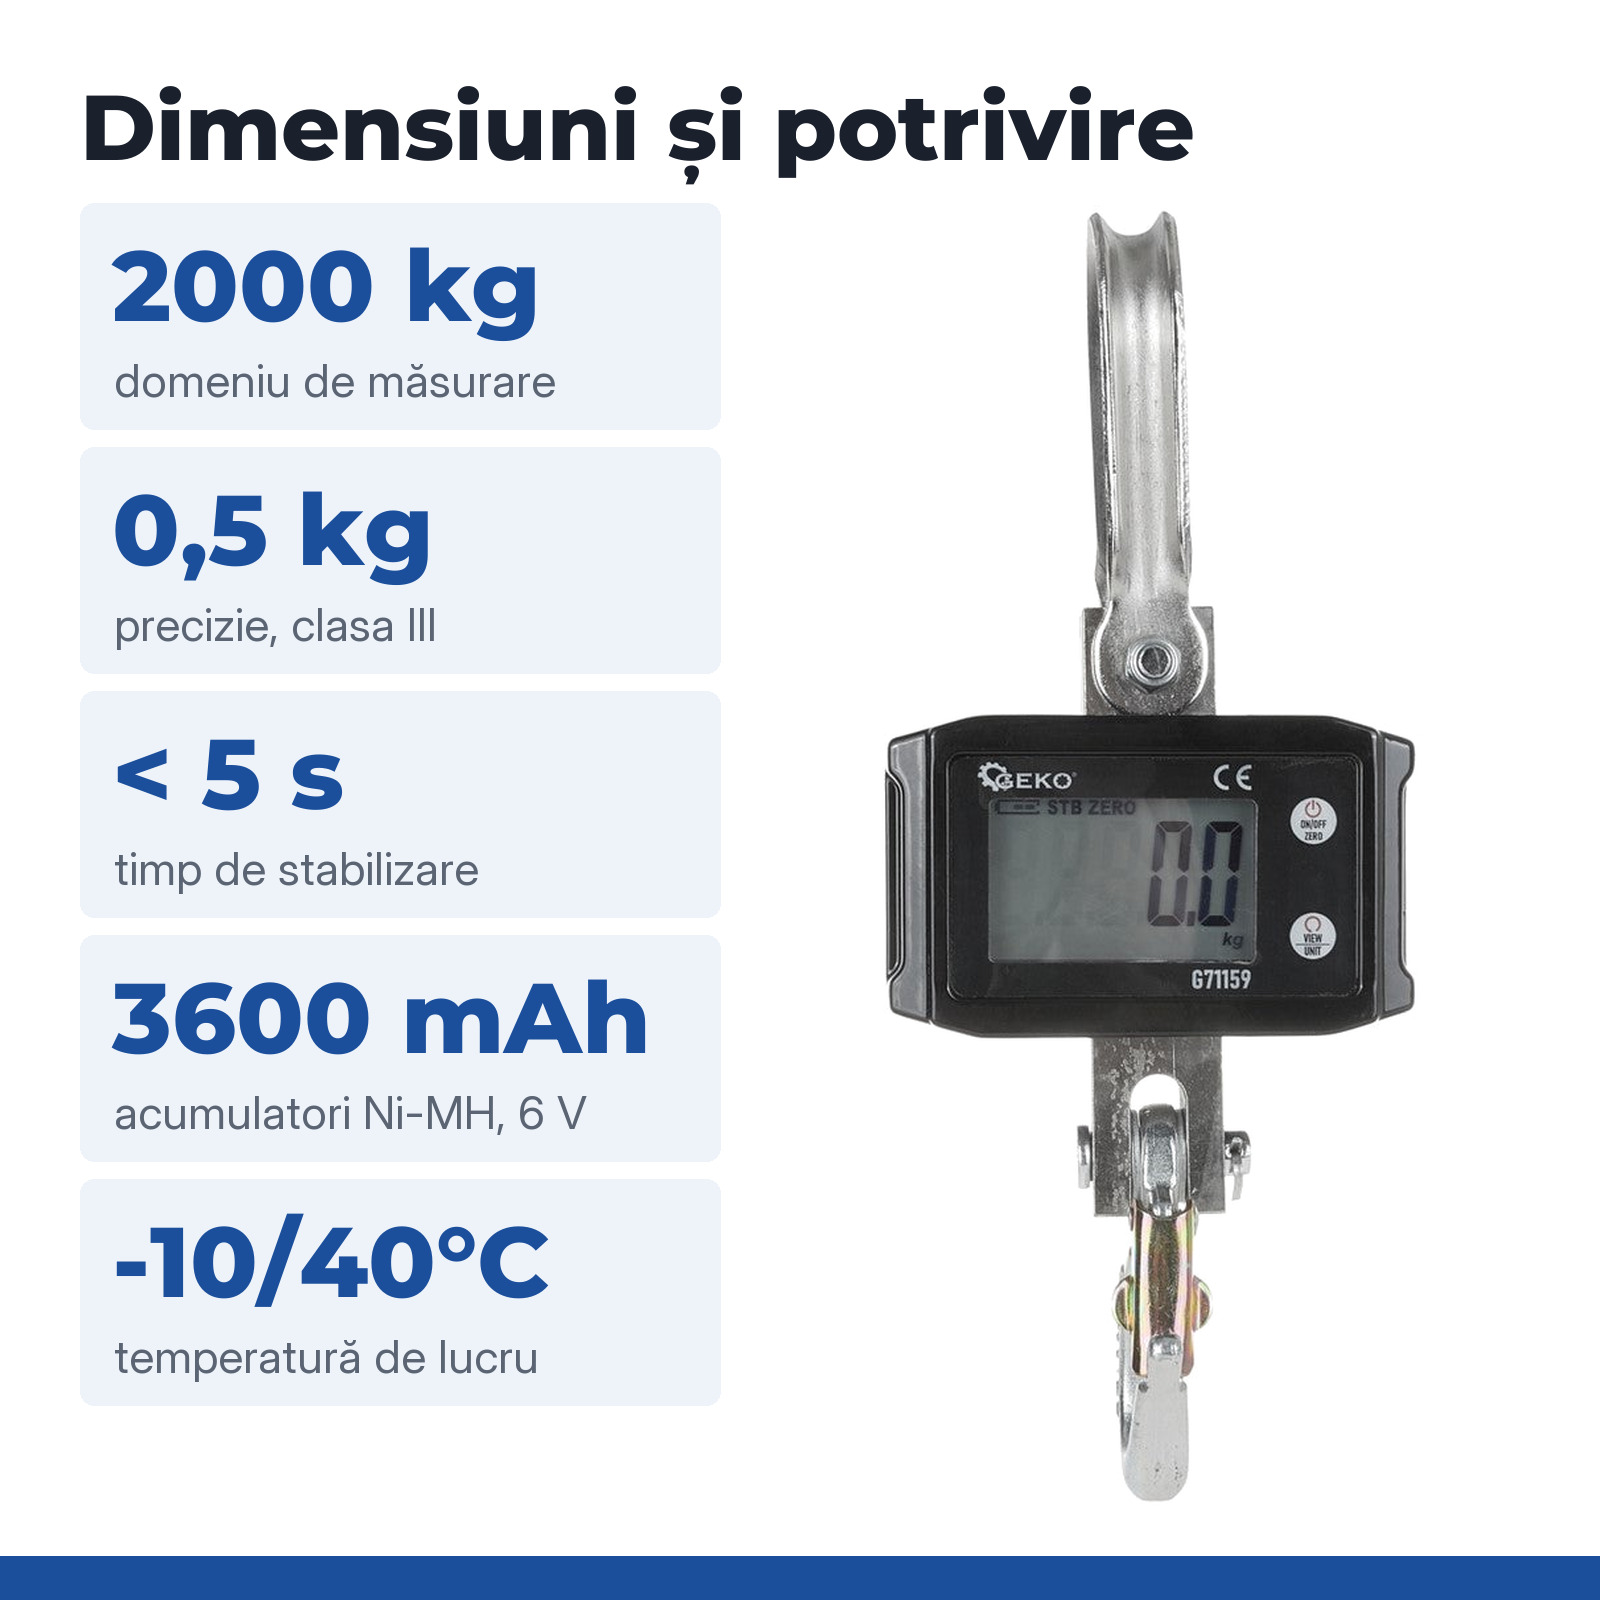 Dimensiuni și potrivire
2000 kg
domeniu de măsurare
0,5 kg
precizie, clasa III
< 5 s
timp de stabilizare
3600 mAh
acumulatori Ni-MH, 6 V
-10/40°C
temperatură de lucru
GEKO
CE
STB ZERO
0.0
kg
ON/OFF
ZERO
VIEW
UNIT
G71159